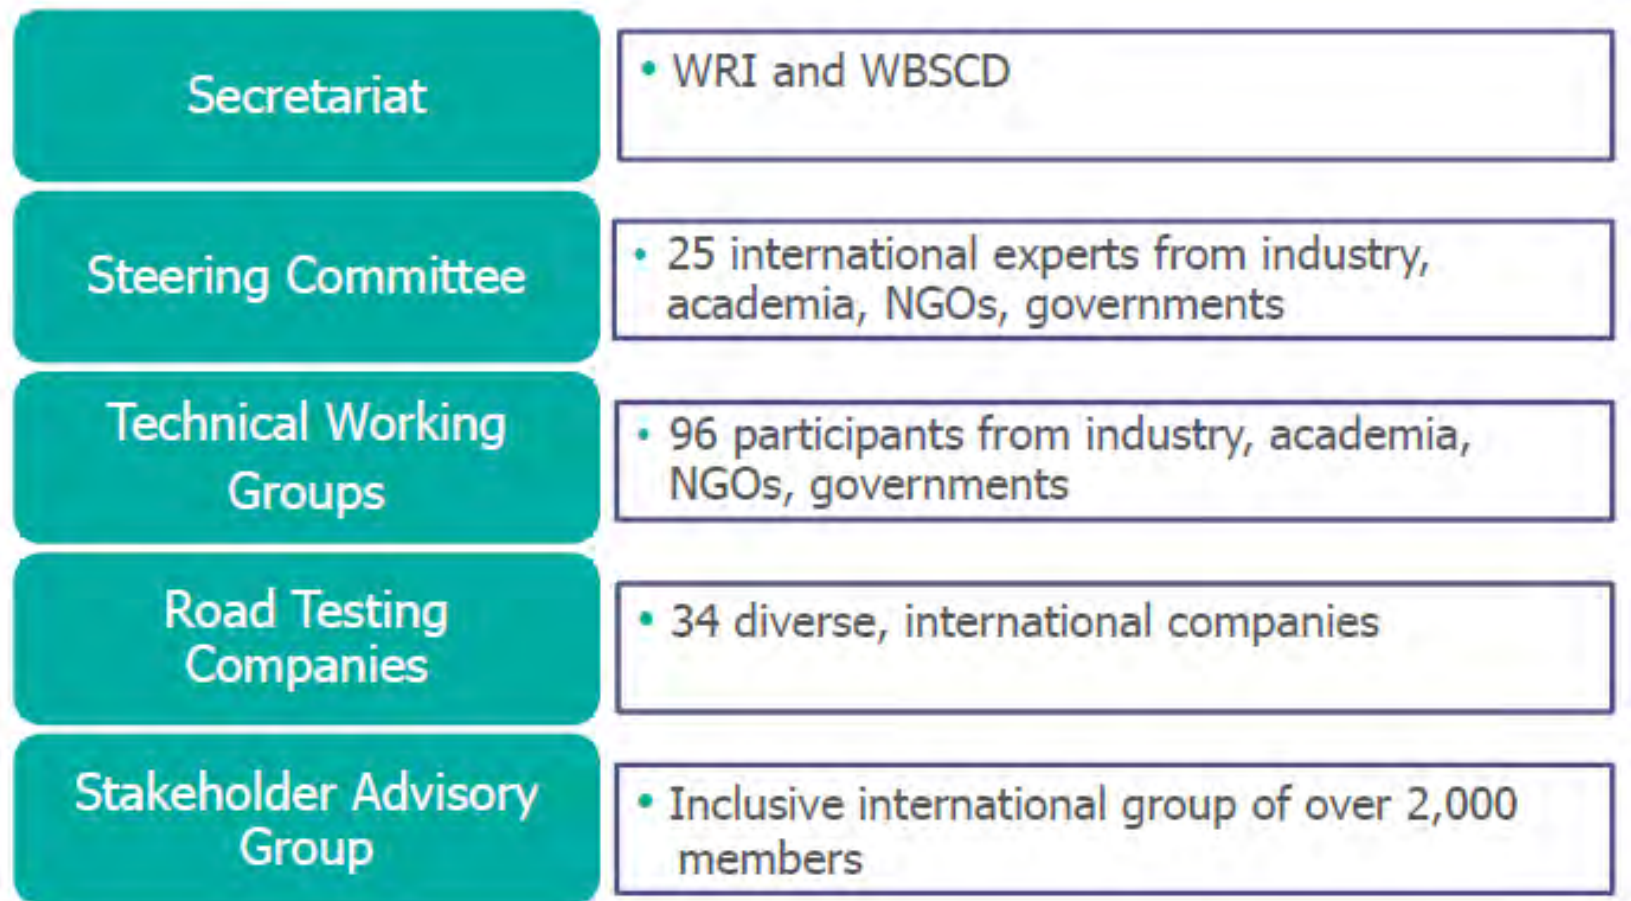 Secretariat
• WRI and WBSCD
Steering Committee
• 25 international experts from industry,
academia, NGOs, governments
Technical Working
Groups
• 96 participants from industry, academia,
NGOs, governments
Road Testing
Companies
• 34 diverse, international companies
Stakeholder Advisory
Group
• Inclusive international group of over 2,000
members